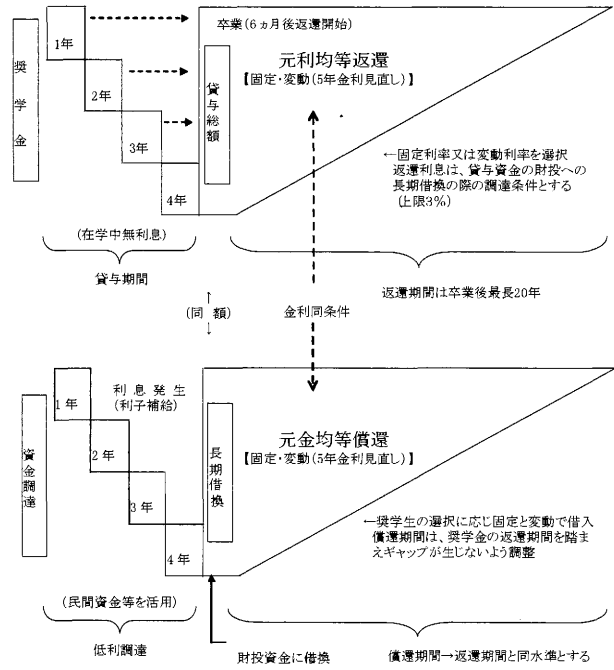 卒業(6ヵ月後返還開始)
1年
元利均等返還
【固定・変動(5年金利見直し)】
奨学金
2年
貸与総額
3年
←固定利率又は変動利率を選択
返還利息は、貸与資金の財投への
長期借換の際の調達条件とする
(上限3%)
4年
(在学中無利息)
貸与期間
返還期間は卒業後最長20年
↑
(同額)
↓
金利同条件
利息発生
(利子補給)
1年
元金均等償還
【固定・変動(5年金利見直し)】
資金調達
2年
長期借換
3年
←奨学生の選択に応じ固定と変動で借入
償還期間は、奨学金の返還期間を踏ま
えギャップが生じないよう調整
4年
(民間資金等を活用)
低利調達
財投資金に借換
償還期間→返還期間と同水準とする